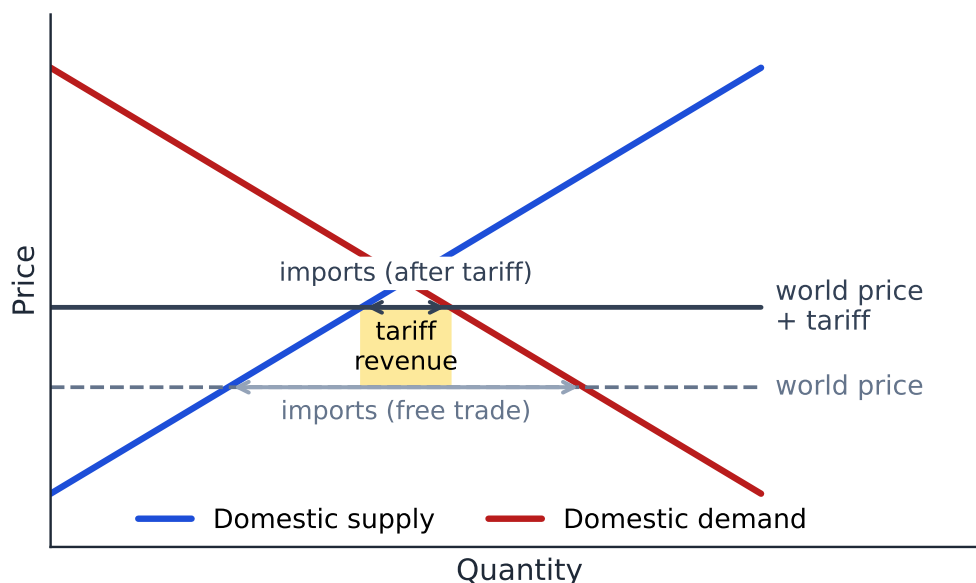 Price
imports (after tariff)
world price
+ tariff
tariff
revenue
world price
imports (free trade)
Domestic supply
Domestic demand
Quantity